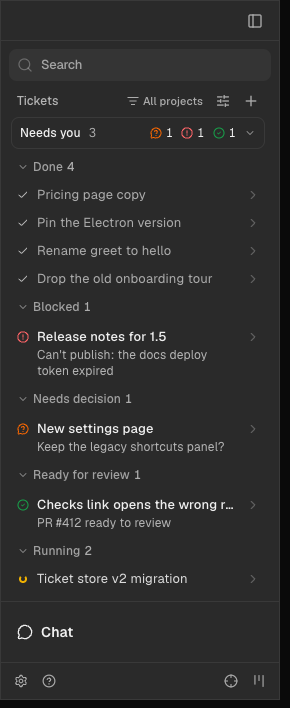 Search
Tickets All projects
Needs you 3 1 1 1
Done 4
Pricing page copy
Pin the Electron version
Rename greet to hello
Drop the old onboarding tour
Blocked 1
Release notes for 1.5
Can't publish: the docs deploy
token expired
Needs decision 1
New settings page
Keep the legacy shortcuts panel?
Ready for review 1
Checks link opens the wrong r...
PR #412 ready to review
Running 2
Ticket store v2 migration
Chat